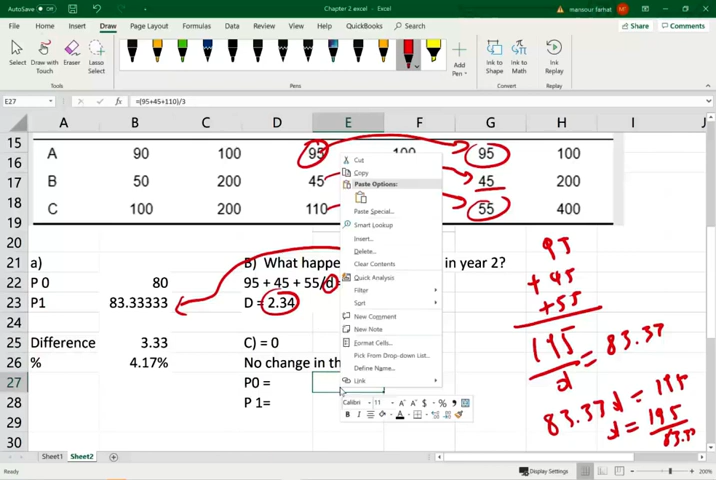 AutoSave Off
Chapter 2 excel - Excel
mansour farhat MF
File Home Insert Draw Page Layout Formulas Data Review View Help QuickBooks Search Share Comments
Select
Draw with Touch
Eraser
Lasso Select
Add Pen
Ink to Shape
Ink to Math
Ink Replay
Tools Pens Convert Replay
E27 fx =(95+45+110)/3
A B C D E F G H I J
15
16 A 90 100 95 100 95 100
17 B 50 200 45 45 200
18 C 100 200 110 55 400
19
20
21 a) B) What happe in year 2?
22 P 0 80 95 + 45 + 55/d
23 P1 83.33333 D = 2.34
24
25 Difference 3.33 C) = 0
26 % 4.17% No change in th
27 P0 =
28 P 1=
29
30
Cut
Copy
Paste Options:
Paste Special...
Smart Lookup
Insert...
Delete...
Clear Contents
Quick Analysis
Filter
Sort
New Comment
New Note
Format Cells...
Pick From Drop-down List...
Define Name...
Link
Calibri 11 A A $ % ,
B I A
95
+ 45
+55
195
d
= 83.37
83.37d = 195
d = 195
Sheet1 Sheet2
Ready Display Settings 200%